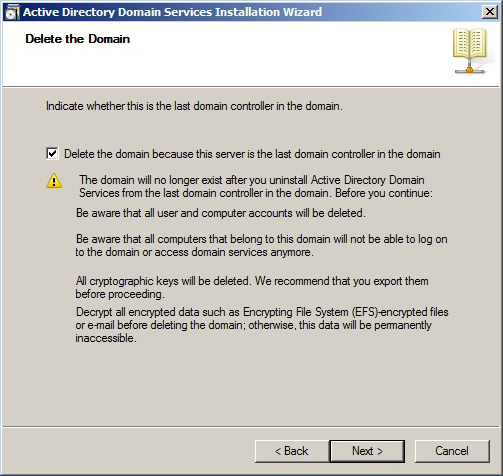 Active Directory Domain Services Installation Wizard
Delete the Domain
Indicate whether this is the last domain controller in the domain.
Delete the domain because this server is the last domain controller in the domain
The domain will no longer exist after you uninstall Active Directory Domain
Services from the last domain controller in the domain. Before you continue:
Be aware that all user and computer accounts will be deleted.
Be aware that all computers that belong to this domain will not be able to log on
to the domain or access domain services anymore.
All cryptographic keys will be deleted. We recommend that you export them
before proceeding.
Decrypt all encrypted data such as Encrypting File System (EFS)-encrypted files
or e-mail before deleting the domain; otherwise, this data will be permanently
inaccessible.
< Back Next > Cancel